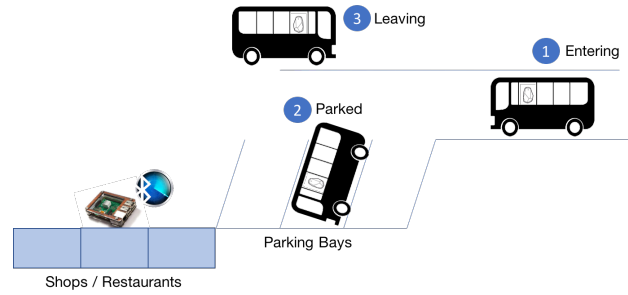 3 Leaving
1 Entering
2 Parked
Parking Bays
Shops / Restaurants